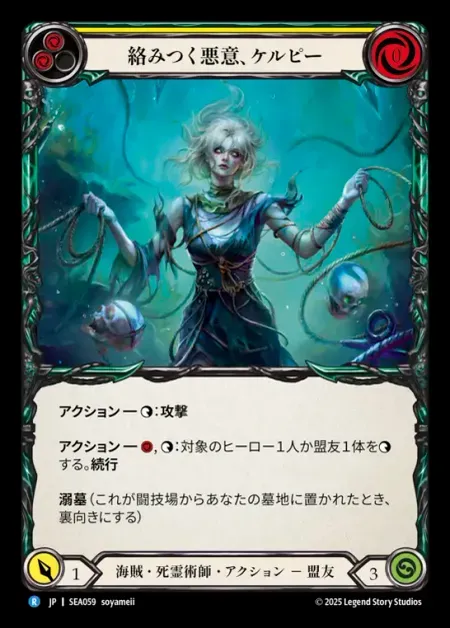 絡みつく悪意、ケルピー
0
アクション ー :攻撃
アクション ー , :対象のヒーロー1人か盟友1体を
する。続行
溺墓(これが闘技場からあなたの墓地に置かれたとき、
裏向きにする)
1
海賊・死霊術師・アクション − 盟友
3
R JP | SEA059 soyameii
© 2025 Legend Story Studios